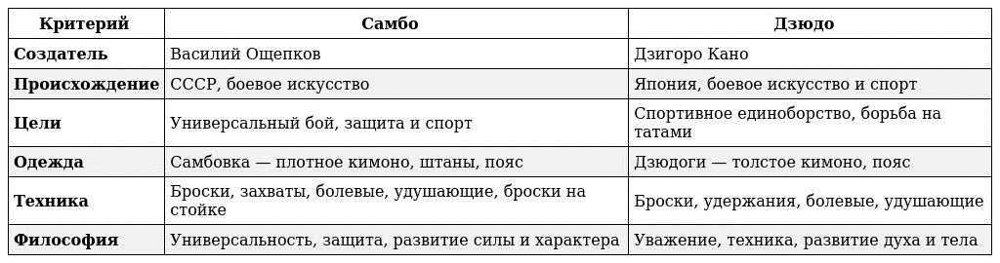 Критерий Самбо Дзюдо
Создатель Василий Ощепков Дзигоро Кано
Происхождение СССР, боевое искусство Япония, боевое искусство и спорт
Цели Универсальный бой, защита и спорт Спортивное единоборство, борьба на
татами
Одежда Самбовка — плотное кимоно, штаны, пояс Дзюдоги — толстое кимоно, пояс
Техника Броски, захваты, болевые, удушающие, броски на
стойке Броски, удержания, болевые, удушающие
Философия Универсальность, защита, развитие силы и характера Уважение, техника, развитие духа и тела